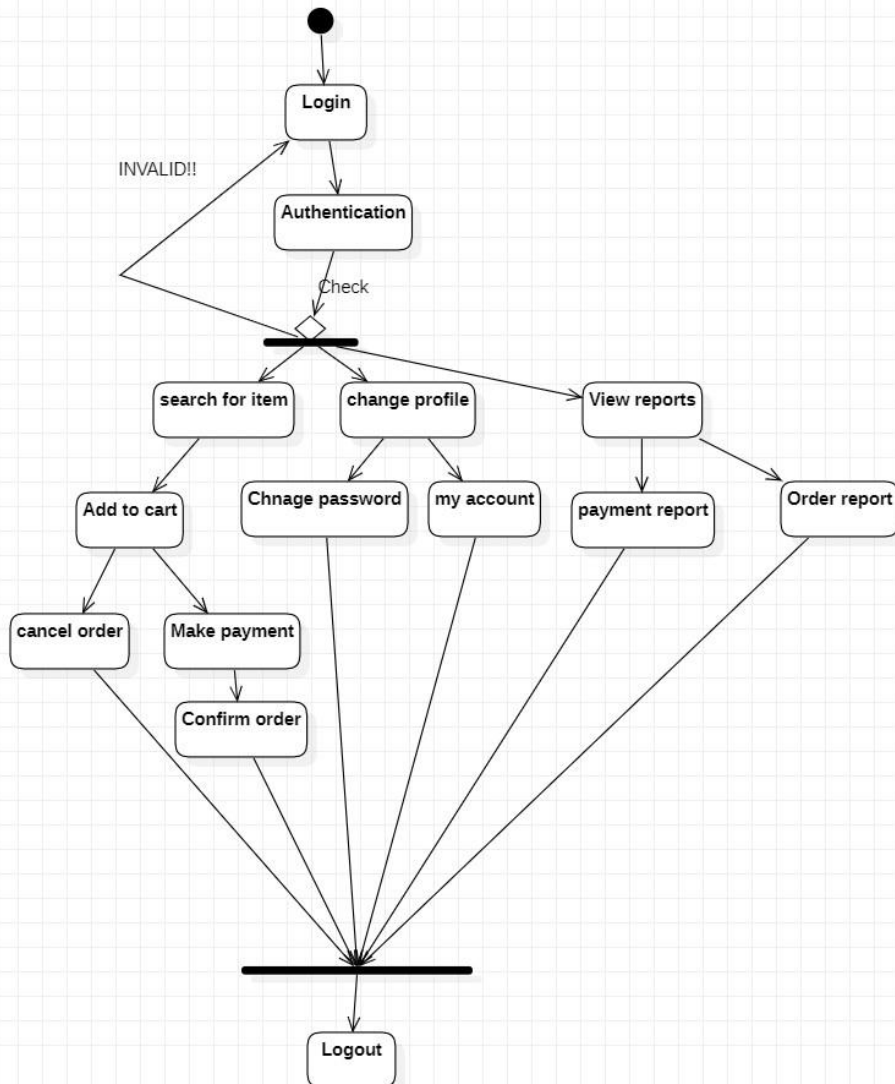 Login
INVALID!!
Authentication
Check
search for item
change profile
View reports
Add to cart
Chnage password
my account
payment report
Order report
cancel order
Make payment
Confirm order
Logout